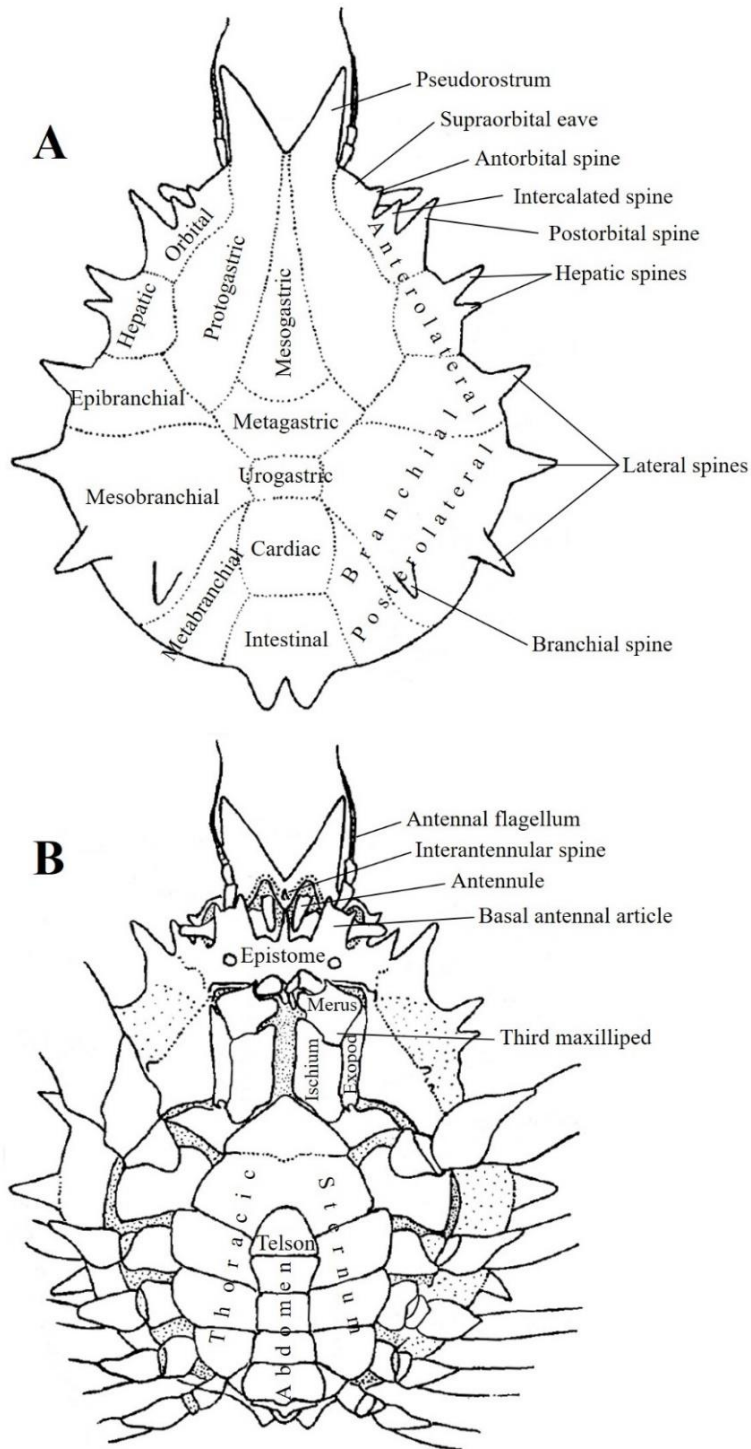 A
Pseudorostrum
Supraorbital eave
Antorbital spine
Intercalated spine
Postorbital spine
Hepatic spines
Orbital
Anterolateral
Hepatic
Protogastric
Mesogastric
Epibranchial
Metagastric
Branchial
Posterolateral
Lateral spines
Urogastric
Mesobranchial
Cardiac
Metabranchial
Intestinal
Branchial spine
B
Antennal flagellum
Interantennular spine
Antennule
Basal antennal article
Epistome
Merus
Third maxilliped
Ischium
Exopod
Thoracic
Sternum
Telson
Abdomen